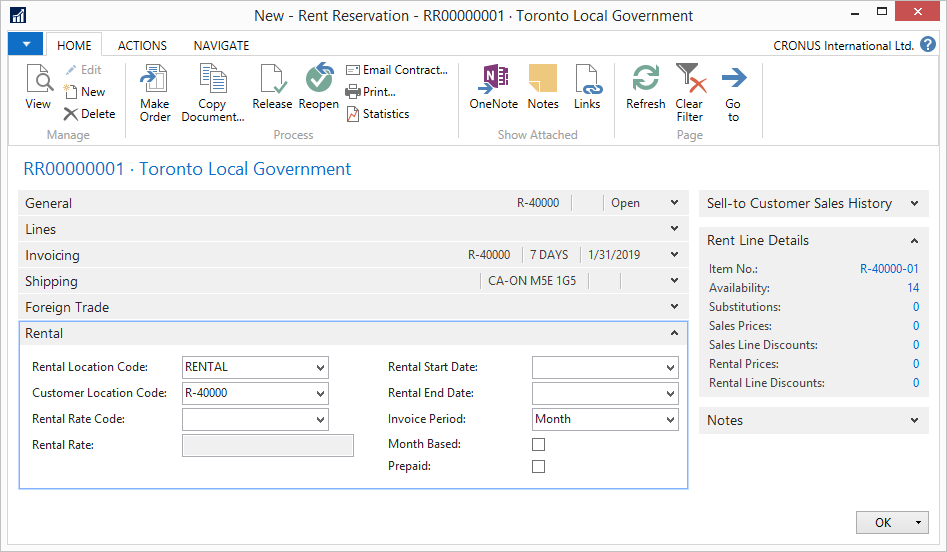 New - Rent Reservation - RR00000001 · Toronto Local Government
HOME ACTIONS NAVIGATE CRONUS International Ltd. ?
View Edit New Delete
Manage
Make Order Copy Document... Release Reopen Email Contract... Print... Statistics
Process
OneNote Notes Links
Show Attached
Refresh Clear Filter Go to
Page
RR00000001 · Toronto Local Government
General R-40000 Open
Lines
Invoicing R-40000 7 DAYS 1/31/2019
Shipping CA-ON M5E 1G5
Foreign Trade
Rental
Rental Location Code: RENTAL
Customer Location Code: R-40000
Rental Rate Code:
Rental Rate:
Rental Start Date:
Rental End Date:
Invoice Period: Month
Month Based:
Prepaid:
Sell-to Customer Sales History
Rent Line Details
Item No.: R-40000-01
Availability: 14
Substitutions: 0
Sales Prices: 0
Sales Line Discounts: 0
Rental Prices: 0
Rental Line Discounts: 0
Notes
OK